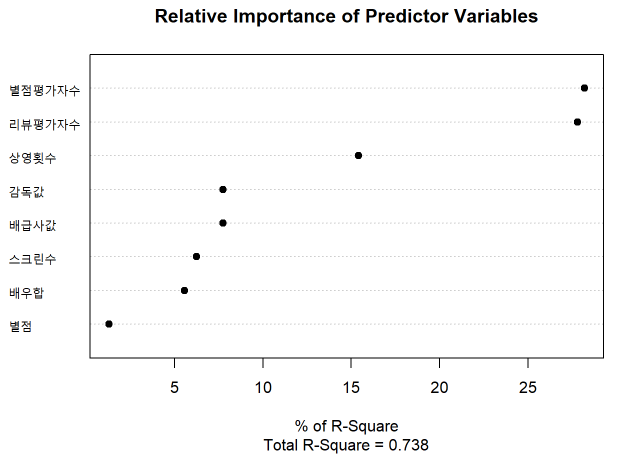 Relative Importance of Predictor Variables
별점평가자수
리뷰평가자수
상영횟수
감독값
배급사값
스크린수
배우합
별점
5 10 15 20 25
% of R-Square
Total R-Square = 0.738